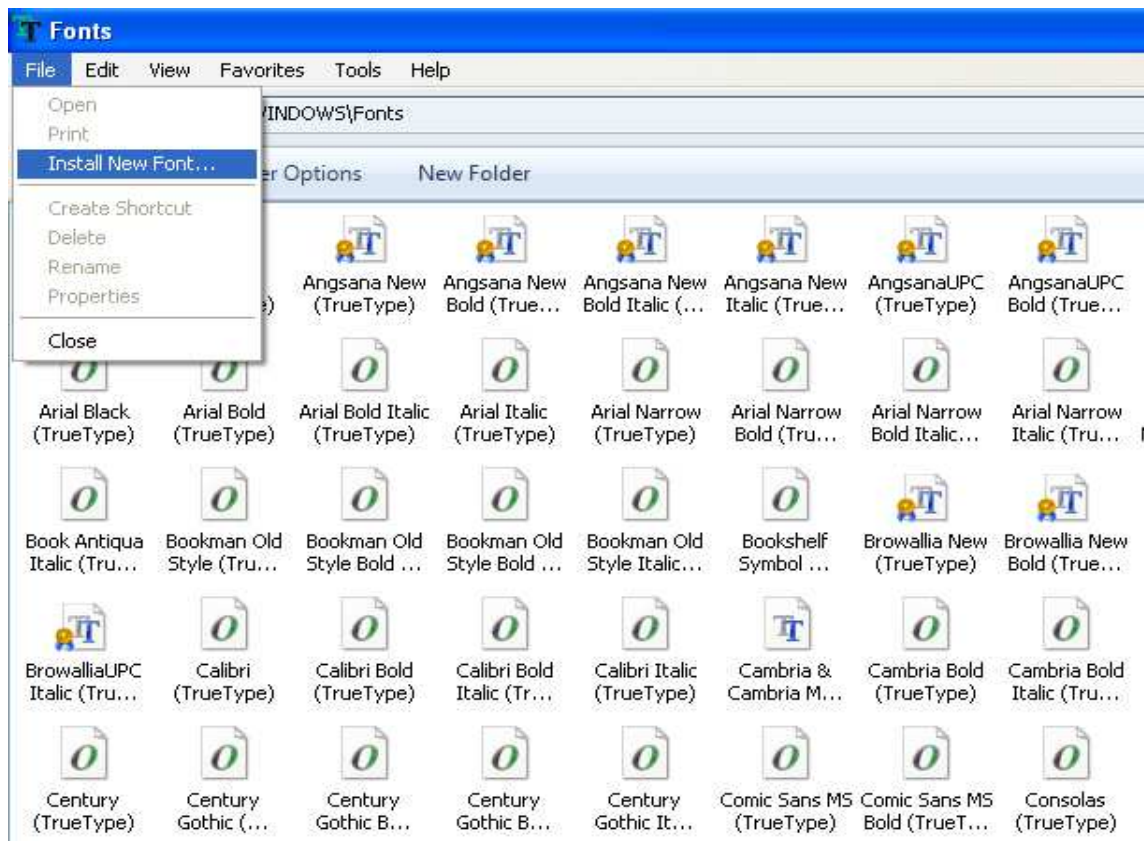 Fonts
File Edit View Favorites Tools Help
Open
Print
Install New Font...
Create Shortcut
Delete
Rename
Properties
Close
\Fonts
Options New Folder
Angsana New Angsana New Angsana New Angsana New AngsanaUPC AngsanaUPC
(TrueType) Bold (True... Bold Italic (... Italic (True... (TrueType) Bold (True...
Arial Black Arial Bold Arial Bold Italic Arial Italic Arial Narrow Arial Narrow Arial Narrow Arial Narrow
(TrueType) (TrueType) (TrueType) (TrueType) (TrueType) Bold (Tru... Bold Italic... Italic (Tru...
Book Antiqua Bookman Old Bookman Old Bookman Old Bookman Old Bookshelf Browallia New Browallia New
Italic (Tru... Style (Tru... Style Bold ... Style Bold ... Style Italic... Symbol ... (TrueType) Bold (True...
BrowalliaUPC Calibri Calibri Bold Calibri Bold Calibri Italic Cambria & Cambria Bold Cambria Bold
Italic (Tru... (TrueType) (TrueType) Italic (Tr... (TrueType) Cambria M... (TrueType) Italic (Tru...
Century Century Century Century Century Comic Sans MS Comic Sans MS Consolas
(TrueType) Gothic (... Gothic B... Gothic B... Gothic It... (TrueType) Bold (TrueT... (TrueType)